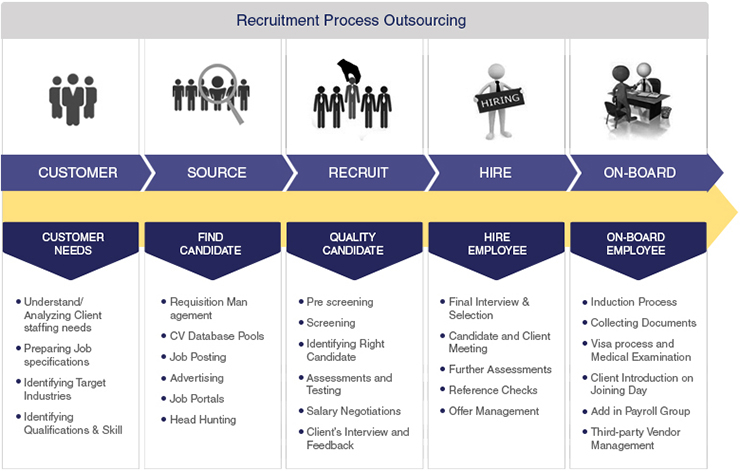 Recruitment Process Outsourcing
HIRING
CUSTOMER
SOURCE
RECRUIT
HIRE
ON-BOARD
CUSTOMER
NEEDS
FIND
CANDIDATE
QUALITY
CANDIDATE
HIRE
EMPLOYEE
ON-BOARD
EMPLOYEE
• Understand/
Analyzing Client
staffing needs
• Preparing Job
specifications
• Identifying Target
Industries
• Identifying
Qualifications & Skill
• Requisition Man
agement
• CV Database Pools
• Job Posting
• Advertising
• Job Portals
• Head Hunting
• Pre screening
• Screening
• Identifying Right
Candidate
• Assessments and
Testing
• Salary Negotiations
• Client's Interview and
Feedback
• Final Interview &
Selection
• Candidate and Client
Meeting
• Further Assessments
• Reference Checks
• Offer Management
• Induction Process
• Collecting Documents
• Visa process and
Medical Examination
• Client Introduction on
Joining Day
• Add in Payroll Group
• Third-party Vendor
Management